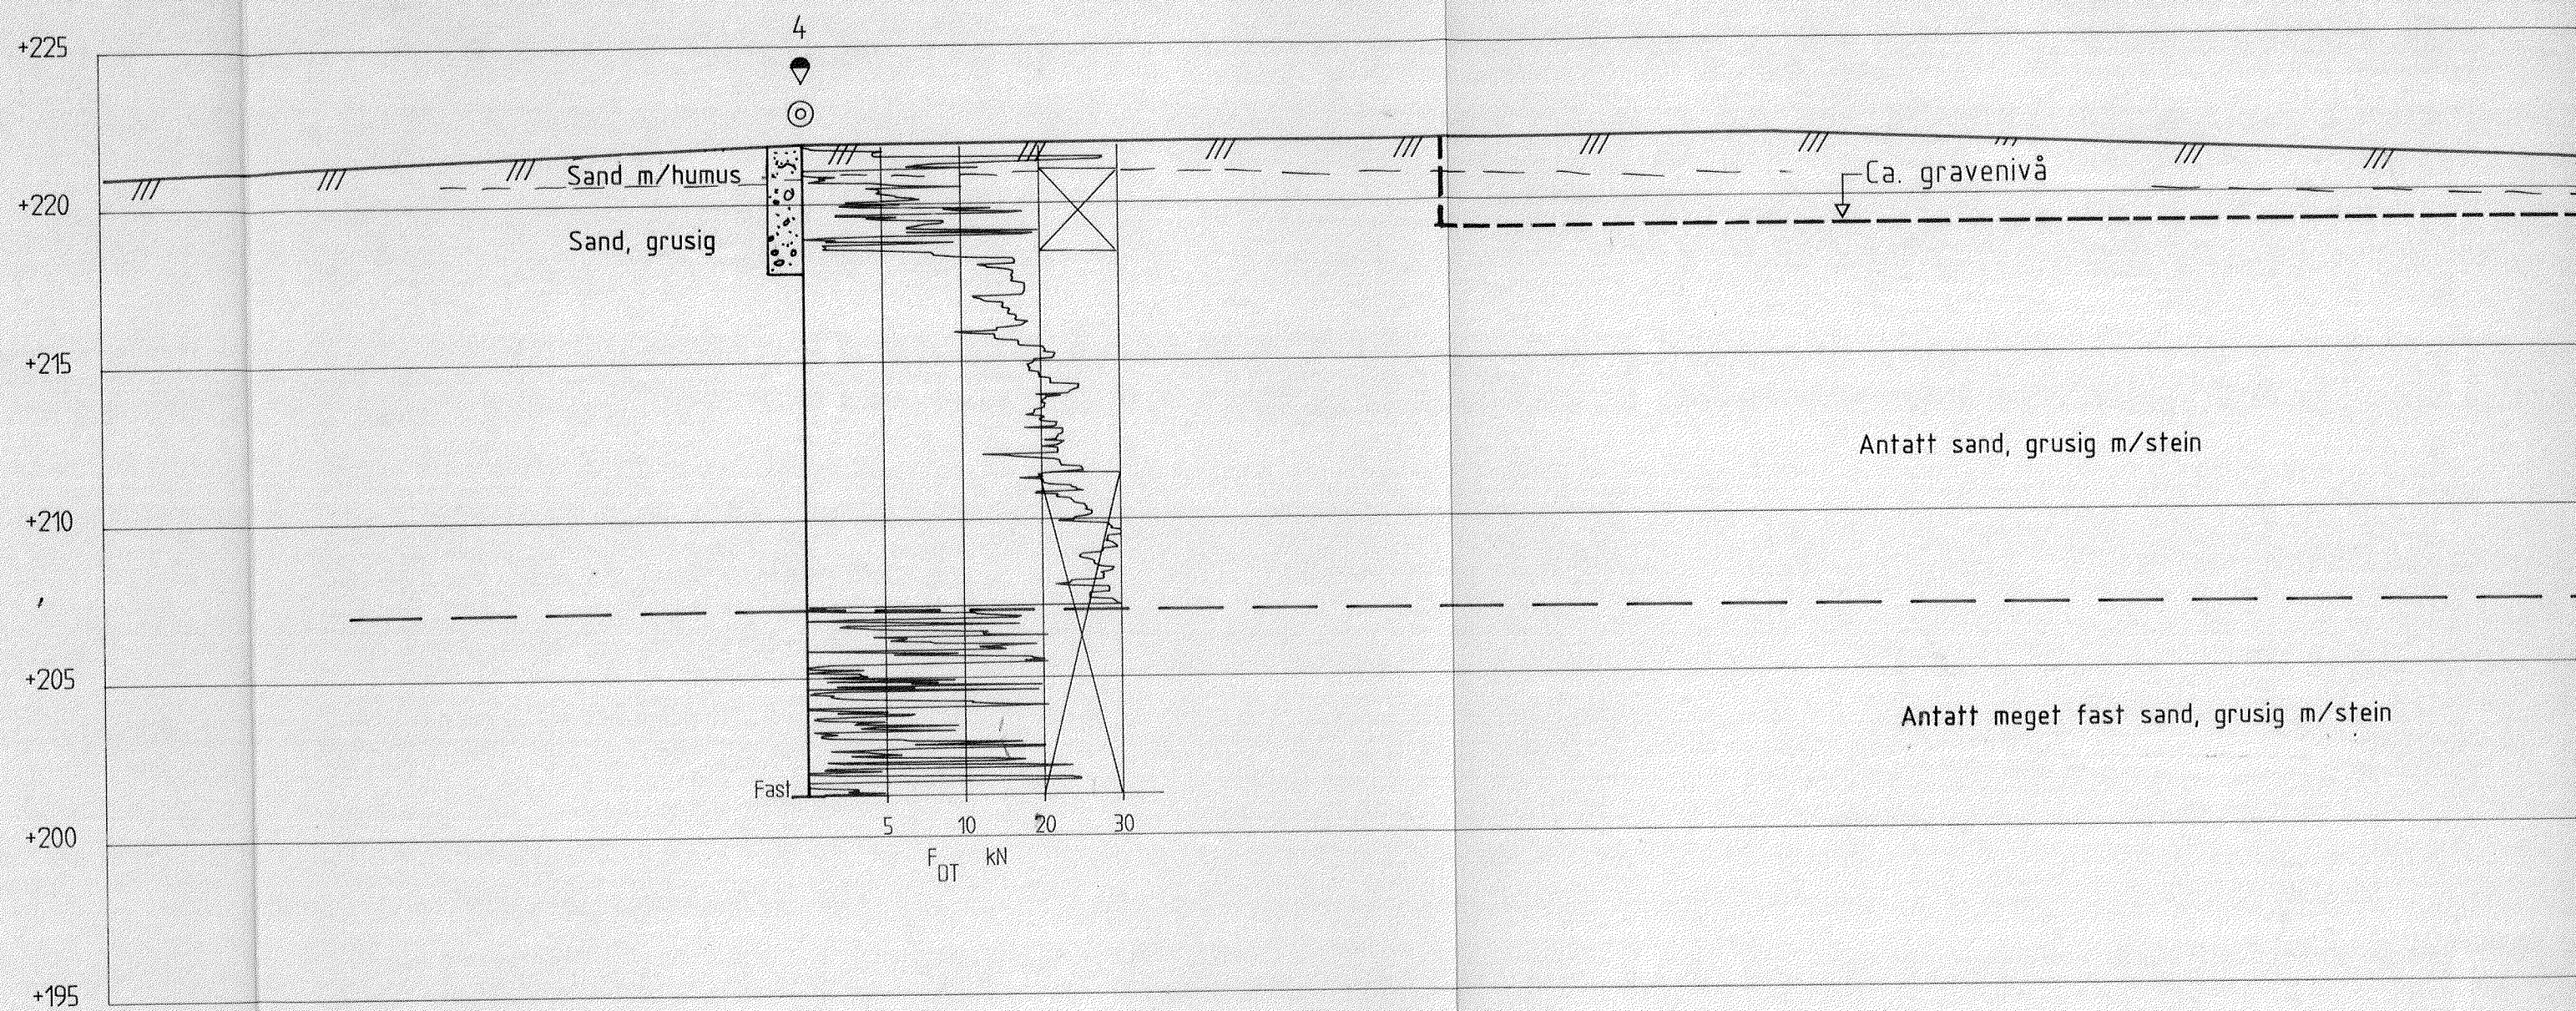 4
+225
Sand m/humus
Ca. gravenivå
+220
Sand, grusig
+215
Antatt sand, grusig m/stein
+210
+205
Antatt meget fast sand, grusig m/stein
Fast
+200
5 10 20 30
FDT kN
+195